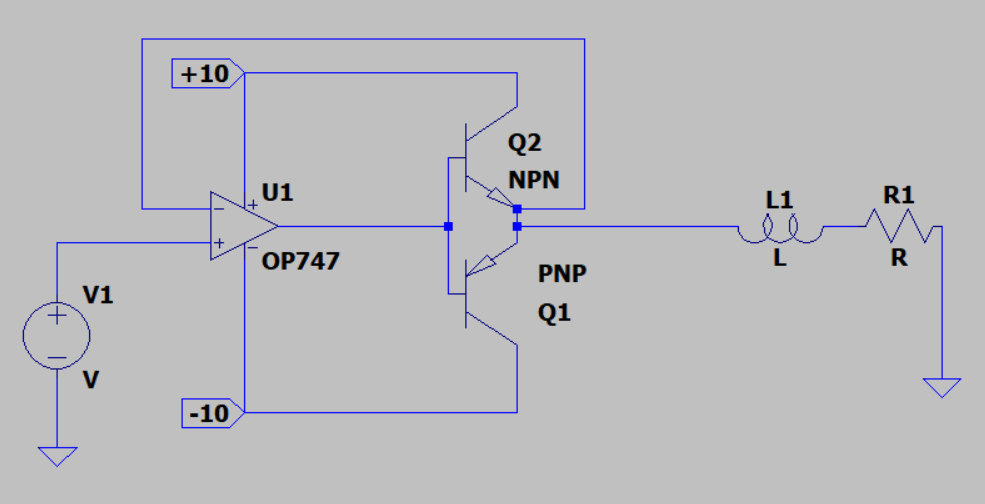 +10
Q2
NPN
U1
+
−
−
+
OP747
L1
R1
L
R
PNP
Q1
V1
+
−
V
-10